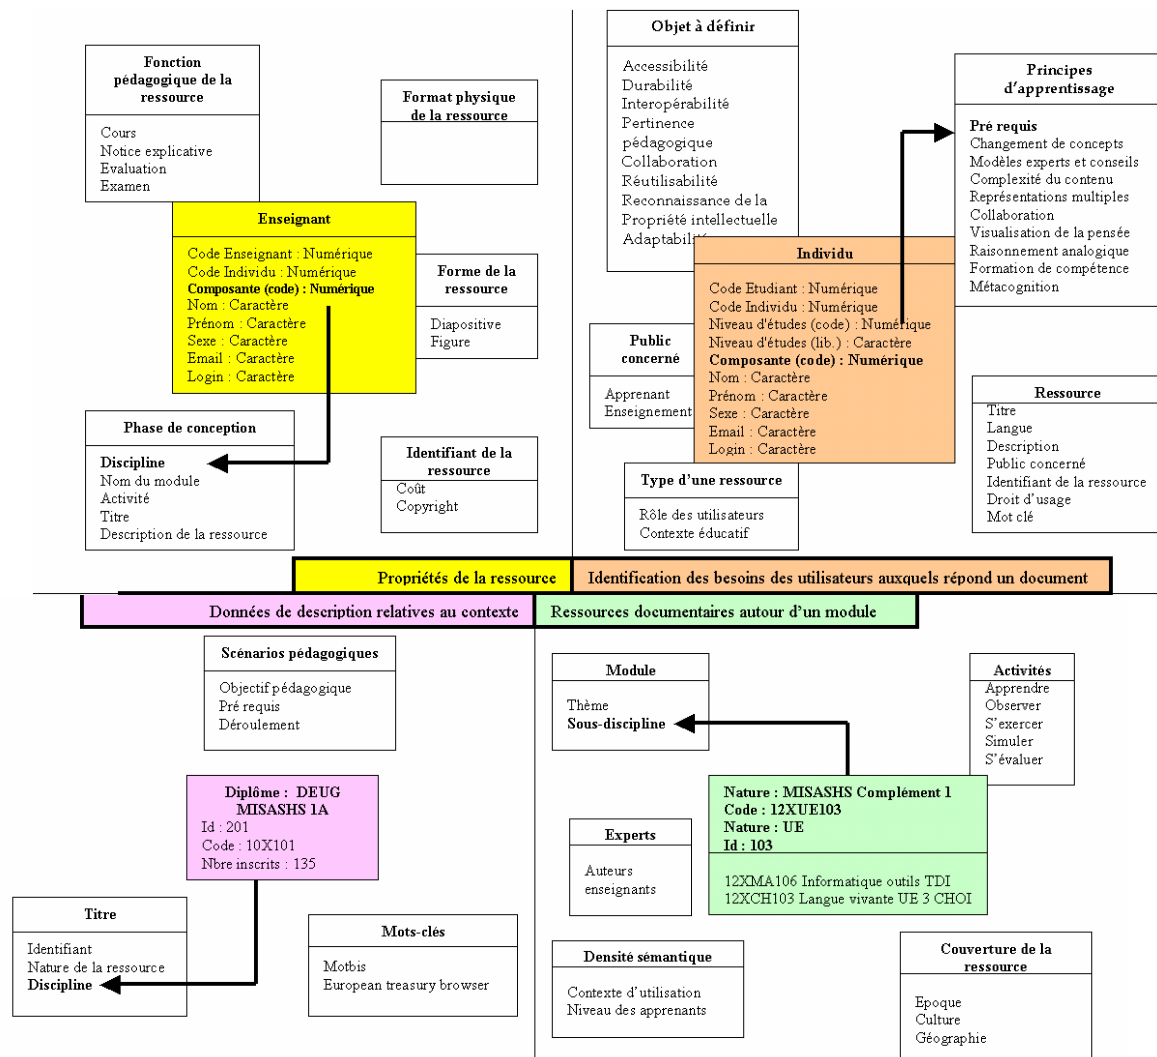 Fonction
pédagogique de la
ressource
Cours
Notice explicative
Evaluation
Examen
Format physique
de la ressource
Enseignant
Code Enseignant : Numérique
Code Individu : Numérique
Composante (code) : Numérique
Nom : Caractère
Prénom : Caractère
Sexe : Caractère
Email : Caractère
Login : Caractère
Forme de la
ressource
Diapositive
Figure
Phase de conception
Discipline
Nom du module
Activité
Titre
Description de la ressource
Identifiant de la
ressource
Coût
Copyright
Objet à définir
Accessibilité
Durabilité
Interopérabilité
Pertinence
pédagogique
Collaboration
Réutilisabilité
Reconnaissance de la
Propriété intellectuelle
Adaptabilité
Principes
d'apprentissage
Pré requis
Changement de concepts
Modèles experts et conseils
Complexité du contenu
Représentations multiples
Collaboration
Visualisation de la pensée
Raisonnement analogique
Formation de compétence
Métacognition
Individu
Code Etudiant : Numérique
Code Individu : Numérique
Niveau d'études (code) : Numérique
Niveau d'études (lib.) : Caractère
Composante (code) : Numérique
Nom : Caractère
Prénom : Caractère
Sexe : Caractère
Email : Caractère
Login : Caractère
Public
concerné
Apprenant
Enseignement
Type d'une ressource
Rôle des utilisateurs
Contexte éducatif
Ressource
Titre
Langue
Description
Public concerné
Identifiant de la ressource
Droit d'usage
Mot clé
Propriétés de la ressource
Identification des besoins des utilisateurs auxquels répond un document
Données de description relatives au contexte
Ressources documentaires autour d'un module
Scénarios pédagogiques
Objectif pédagogique
Pré requis
Déroulement
Diplôme : DEUG
MISASHS 1A
Id : 201
Code : 10X101
Nbre inscrits : 135
Titre
Identifiant
Nature de la ressource
Discipline
Mots-clés
Motbis
European treasury browser
Module
Thème
Sous-discipline
Activités
Apprendre
Observer
S'exercer
Simuler
S'évaluer
Nature : MISASHS Complément 1
Code : 12XUE103
Nature : UE
Id : 103
12XMA106 Informatique outils TDI
12XCH103 Langue vivante UE 3 CHOI
Experts
Auteurs
enseignants
Densité sémantique
Contexte d'utilisation
Niveau des apprenants
Couverture de la
ressource
Epoque
Culture
Géographie